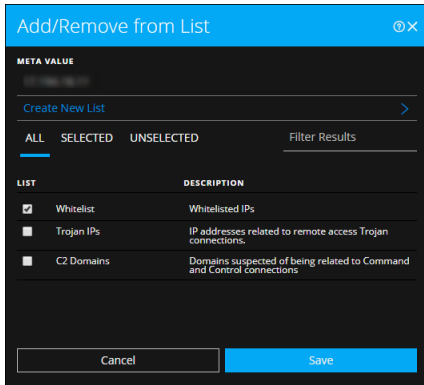 Add/Remove from List
META VALUE
Create New List
ALL SELECTED UNSELECTED Filter Results
LIST DESCRIPTION
Whitelist Whitelisted IPs
Trojan IPs IP addresses related to remote access Trojan
connections.
C2 Domains Domains suspected of being related to Command
and Control connections
Cancel Save